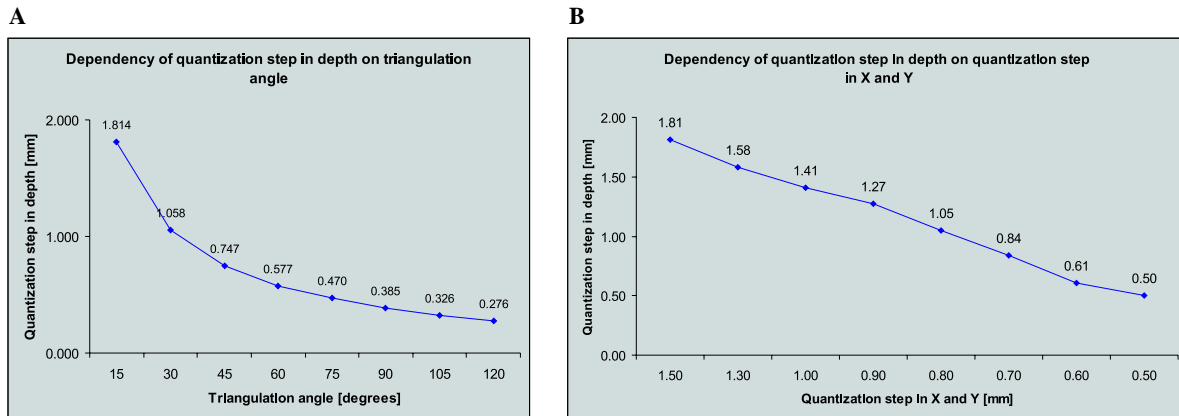 A
Dependency of quantization step in depth on triangulation
angle
Quantization step in depth [mm]
2.000
1.000
0.000
1.814
1.058
0.747
0.577
0.470
0.385
0.326
0.276
15 30 45 60 75 90 105 120
Triangulation angle [degrees]
B
Dependency of quantization step in depth on quantization step
in X and Y
Quantization step in depth [mm]
2.00
1.50
1.00
0.50
0.00
1.81
1.58
1.41
1.27
1.05
0.84
0.61
0.50
1.50 1.30 1.00 0.90 0.80 0.70 0.60 0.50
Quantization step in X and Y [mm]